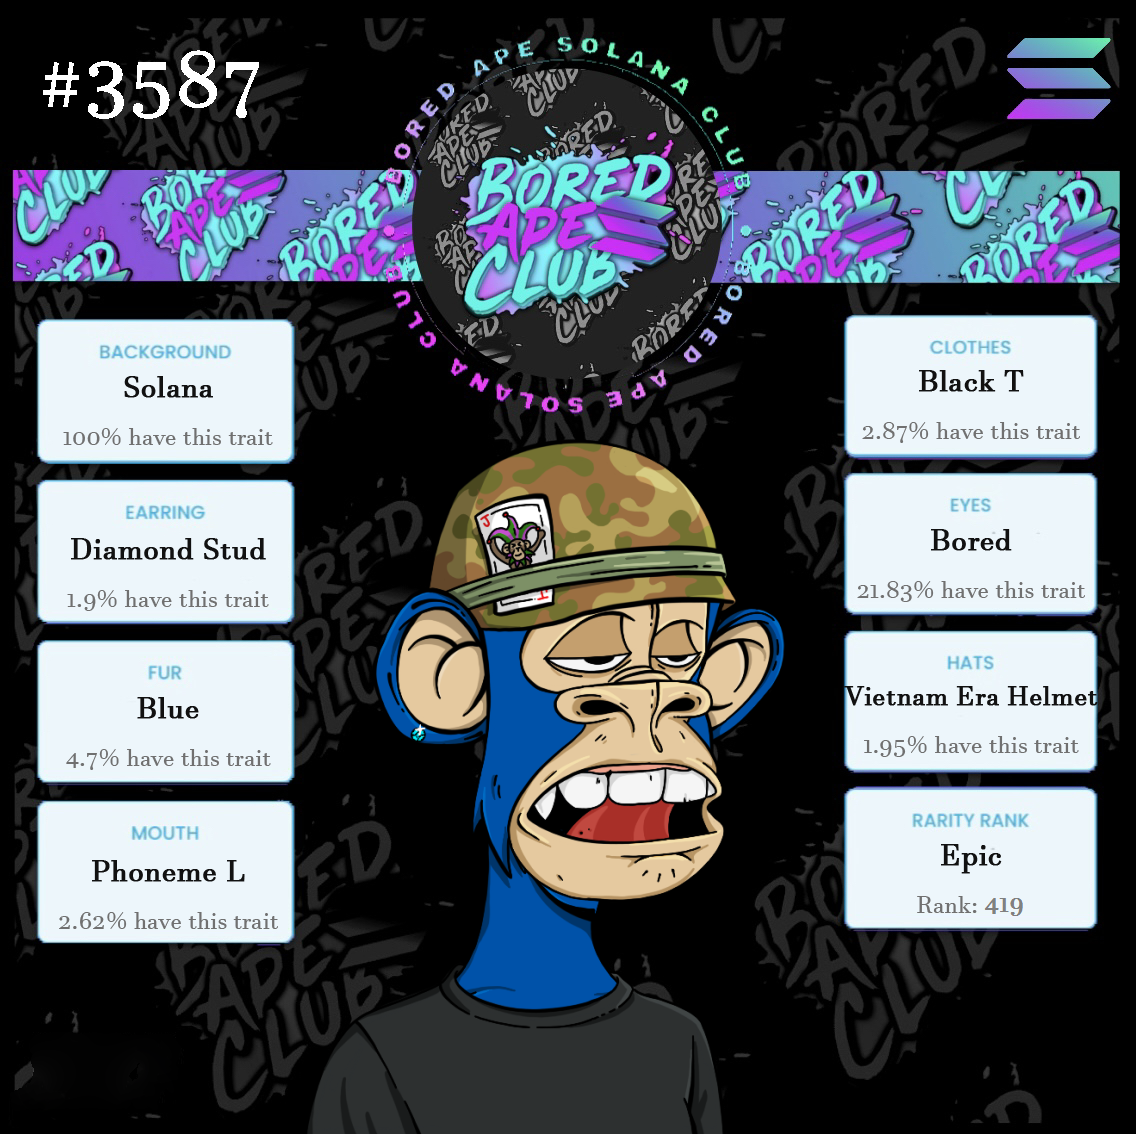 #3587
BORED APE SOLANA CLUB
BORED APE SOLANA CLUB
BORED
APE
CLUB
BACKGROUND
Solana
100% have this trait
EARRING
Diamond Stud
1.9% have this trait
FUR
Blue
4.7% have this trait
MOUTH
Phoneme L
2.62% have this trait
CLOTHES
Black T
2.87% have this trait
EYES
Bored
21.83% have this trait
HATS
Vietnam Era Helmet
1.95% have this trait
RARITY RANK
Epic
Rank: 419
J
J